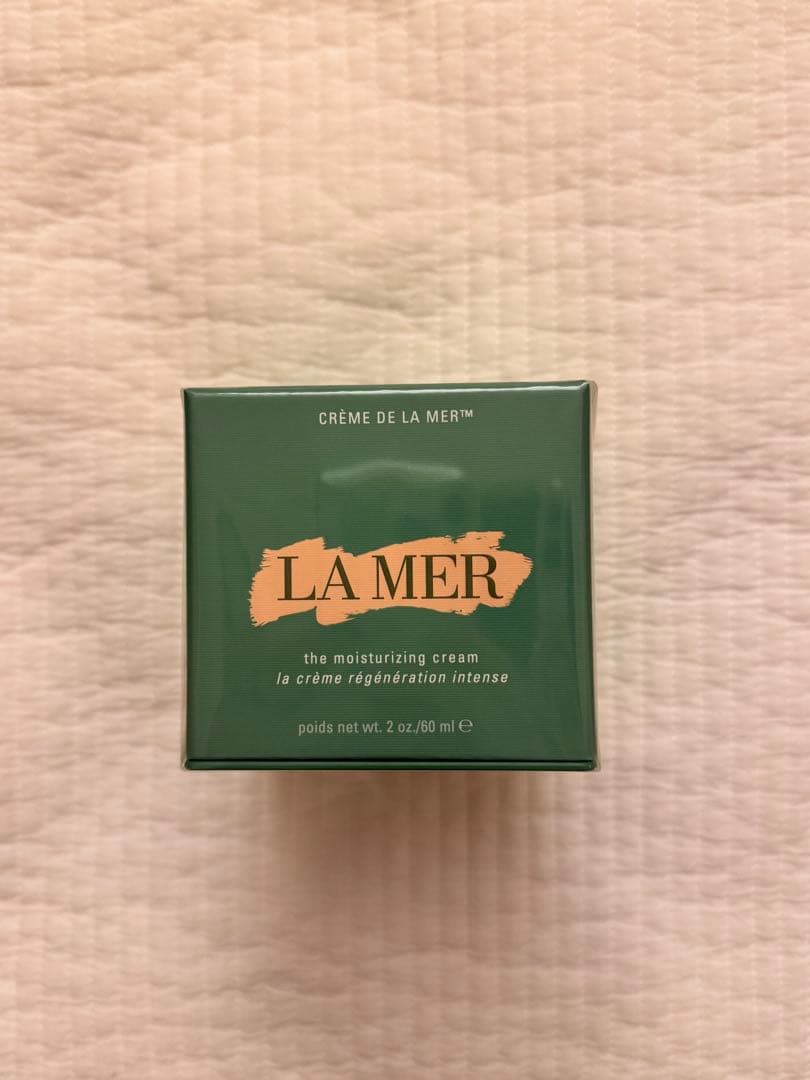 CRÈME DE LA MER™
LA MER
the moisturizing cream
la crème régénération intense
poids net wt. 2 oz./60 ml ℮